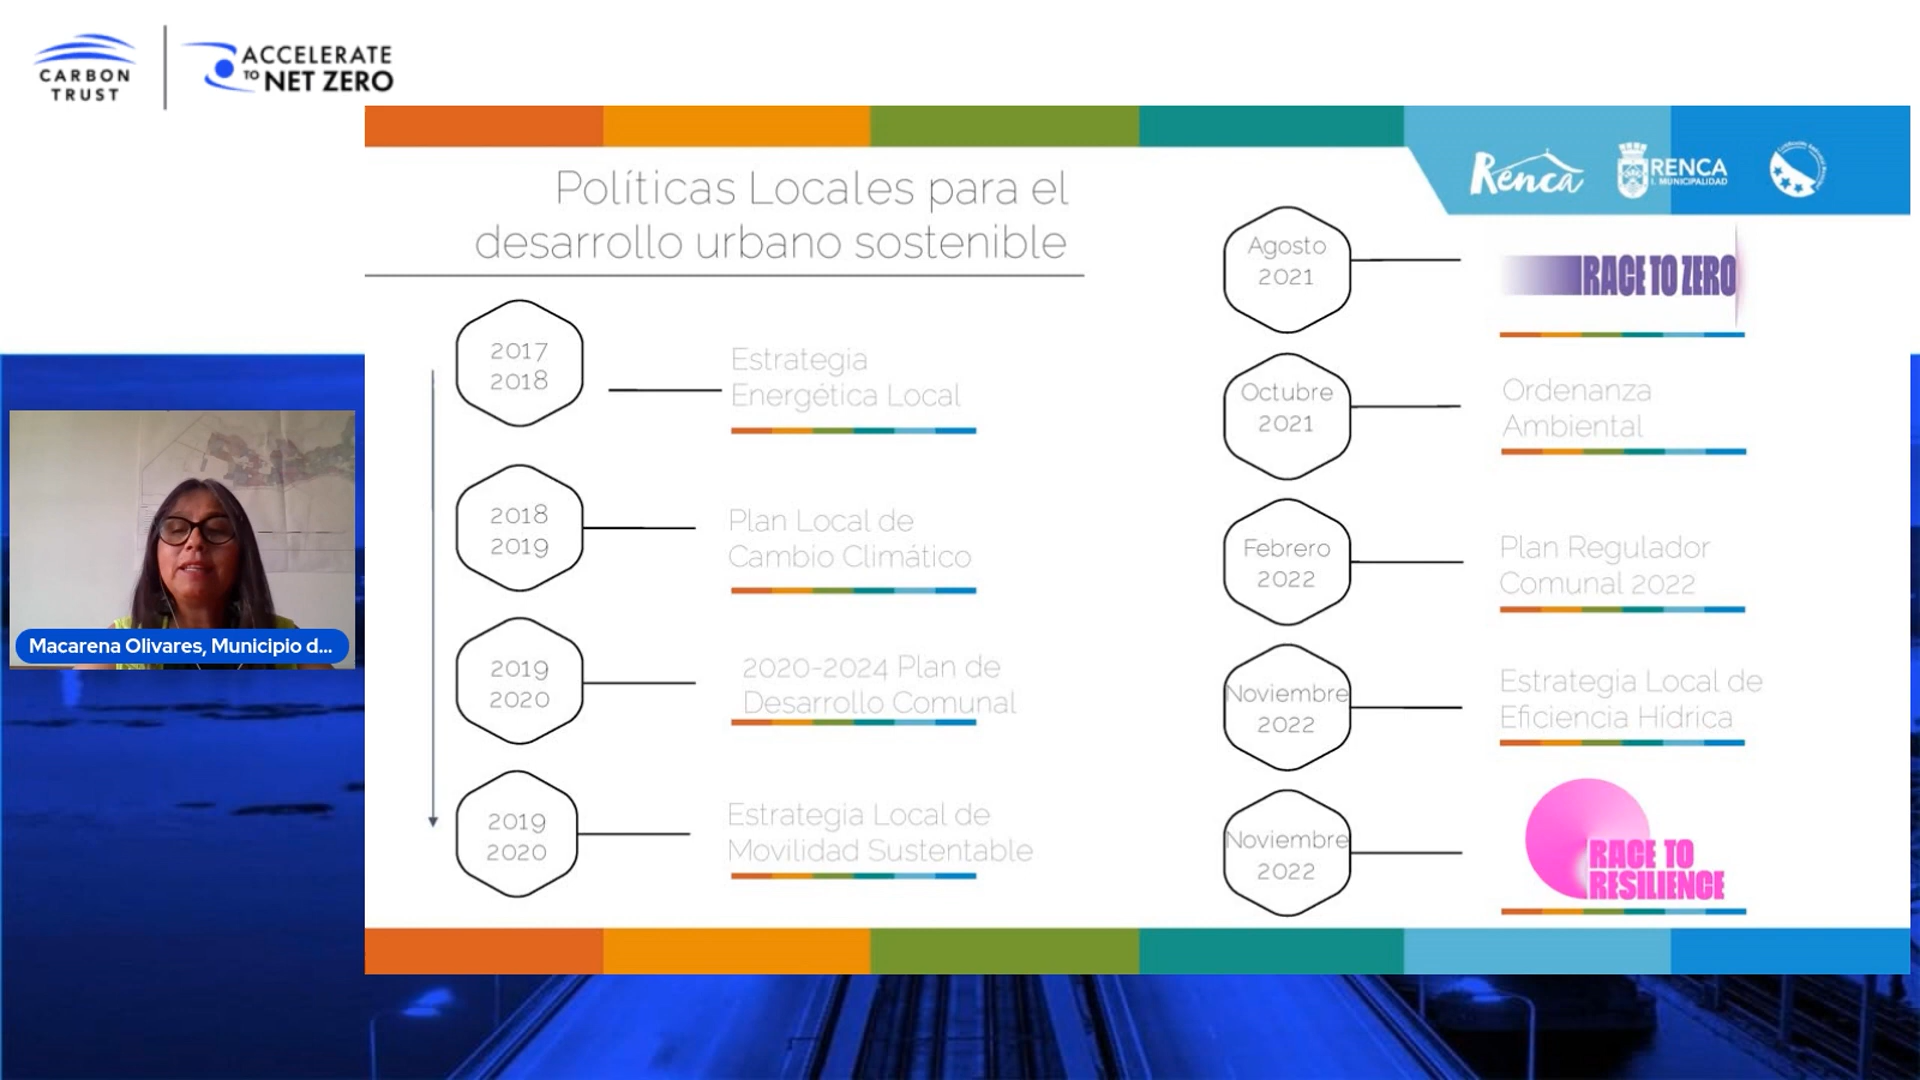 CARBON
TRUST
ACCELERATE
TO NET ZERO
Renca
RENCA
I. MUNICIPALIDAD
Políticas Locales para el
desarrollo urbano sostenible
2017
2018
Estrategia
Energética Local
2018
2019
Plan Local de
Cambio Climático
2019
2020
2020-2024 Plan de
Desarrollo Comunal
2019
2020
Estrategia Local de
Movilidad Sustentable
Agosto
2021
RACE TO ZERO
Octubre
2021
Ordenanza
Ambiental
Febrero
2022
Plan Regulador
Comunal 2022
Noviembre
2022
Estrategia Local de
Eficiencia Hídrica
Noviembre
2022
RACE TO
RESILIENCE
Macarena Olivares, Municipio d...